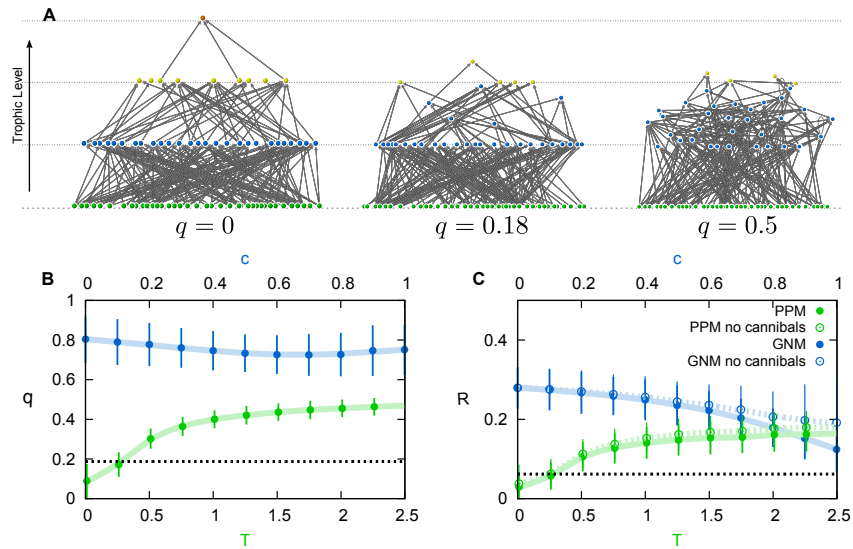 A
Trophic Level
q = 0
q = 0.18
q = 0.5
B
c
0 0.2 0.4 0.6 0.8 1
1
0.8
0.6
q
0.4
0.2
0
0 0.5 1 1.5 2 2.5
T
C
c
0 0.2 0.4 0.6 0.8 1
PPM
PPM no cannibals
GNM
GNM no cannibals
0.4
R
0.2
0
0 0.5 1 1.5 2 2.5
T